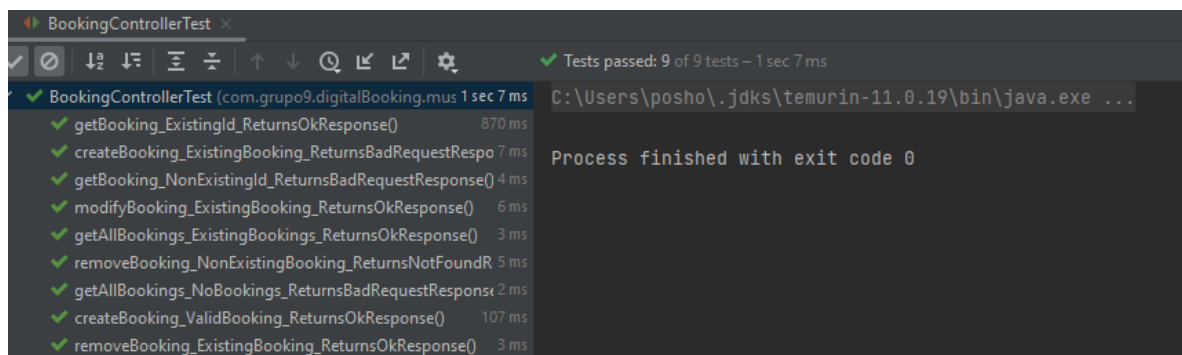 BookingControllerTest
Tests passed: 9 of 9 tests – 1 sec 7 ms
BookingControllerTest (com.grupo9.digitalBooking.mus 1 sec 7 ms
getBooking_ExistingId_ReturnsOkResponse() 870 ms
createBooking_ExistingBooking_ReturnsBadRequestRespo 7 ms
getBooking_NonExistingId_ReturnsBadRequestResponse() 4 ms
modifyBooking_ExistingBooking_ReturnsOkResponse() 6 ms
getAllBookings_ExistingBookings_ReturnsOkResponse() 3 ms
removeBooking_NonExistingBooking_ReturnsNotFoundR 5 ms
getAllBookings_NoBookings_ReturnsBadRequestResponse 2 ms
createBooking_ValidBooking_ReturnsOkResponse() 107 ms
removeBooking_ExistingBooking_ReturnsOkResponse() 3 ms
C:\Users\posho\.jdks\temurin-11.0.19\bin\java.exe ...
Process finished with exit code 0